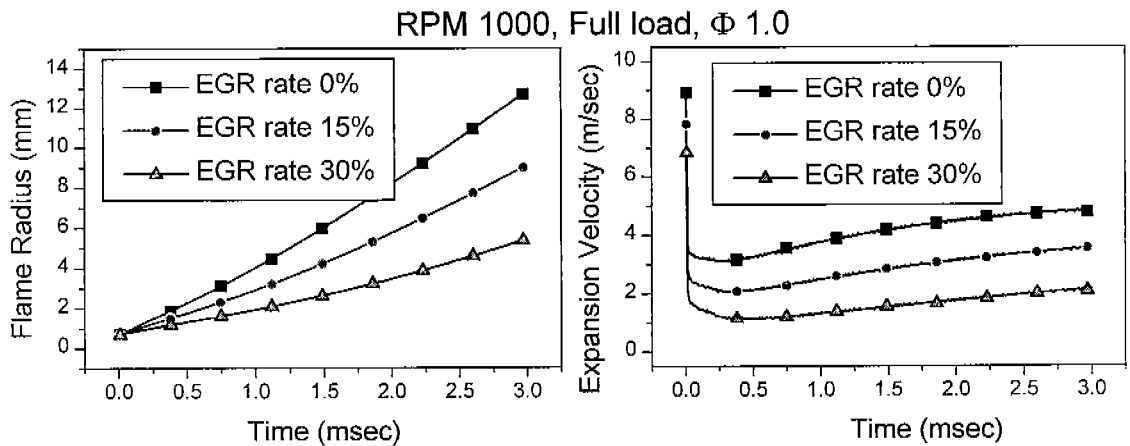 RPM 1000, Full load, Φ 1.0
Flame Radius (mm)
14
12
10
8
6
4
2
0
EGR rate 0%
EGR rate 15%
EGR rate 30%
0.0 0.5 1.0 1.5 2.0 2.5 3.0
Time (msec)
Expansion Velocity (m/sec)
10
8
6
4
2
0
EGR rate 0%
EGR rate 15%
EGR rate 30%
0.0 0.5 1.0 1.5 2.0 2.5 3.0
Time (msec)